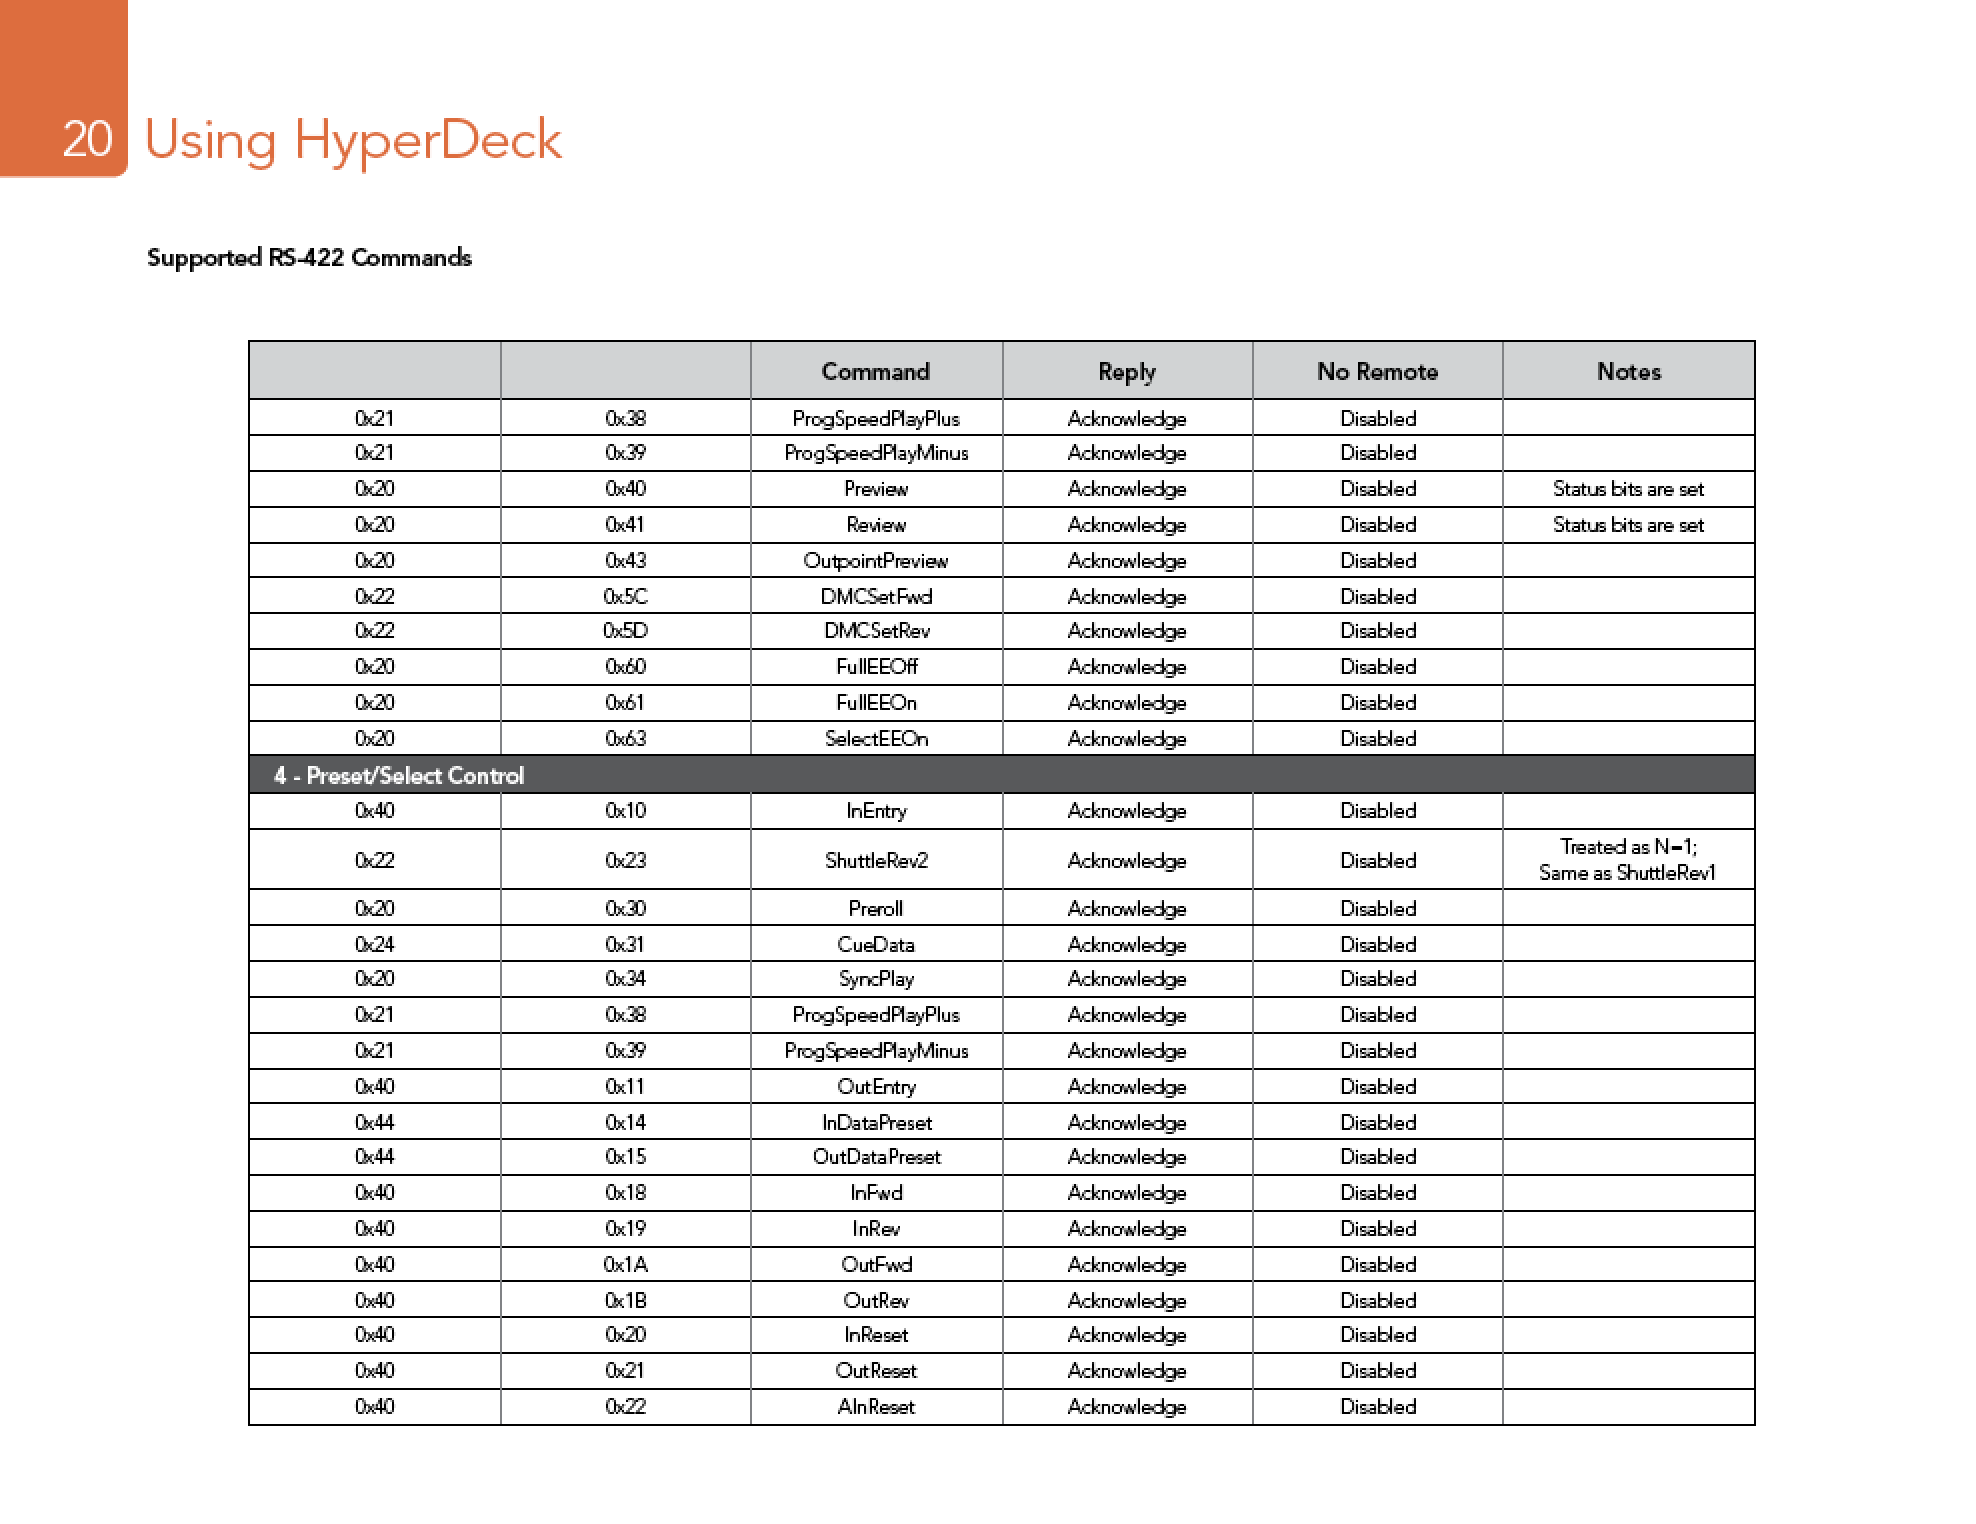 20 Using HyperDeck
Supported RS-422 Commands
Command Reply No Remote Notes
0x21 0x38 ProgSpeedPlayPlus Acknowledge Disabled
0x21 0x39 ProgSpeedPlayMinus Acknowledge Disabled
0x20 0x40 Preview Acknowledge Disabled Status bits are set
0x20 0x41 Review Acknowledge Disabled Status bits are set
0x20 0x43 OutpointPreview Acknowledge Disabled
0x22 0x5C DMCSetFwd Acknowledge Disabled
0x22 0x5D DMCSetRev Acknowledge Disabled
0x20 0x60 FullEEOff Acknowledge Disabled
0x20 0x61 FullEEOn Acknowledge Disabled
0x20 0x63 SelectEEOn Acknowledge Disabled
4 - Preset/Select Control
0x40 0x10 InEntry Acknowledge Disabled
0x22 0x23 ShuttleRev2 Acknowledge Disabled Treated as N=1;
Same as ShuttleRev1
0x20 0x30 Preroll Acknowledge Disabled
0x24 0x31 CueData Acknowledge Disabled
0x20 0x34 SyncPlay Acknowledge Disabled
0x21 0x38 ProgSpeedPlayPlus Acknowledge Disabled
0x21 0x39 ProgSpeedPlayMinus Acknowledge Disabled
0x40 0x11 OutEntry Acknowledge Disabled
0x44 0x14 InDataPreset Acknowledge Disabled
0x44 0x15 OutDataPreset Acknowledge Disabled
0x40 0x18 InFwd Acknowledge Disabled
0x40 0x19 InRev Acknowledge Disabled
0x40 0x1A OutFwd Acknowledge Disabled
0x40 0x1B OutRev Acknowledge Disabled
0x40 0x20 InReset Acknowledge Disabled
0x40 0x21 OutReset Acknowledge Disabled
0x40 0x22 AInReset Acknowledge Disabled